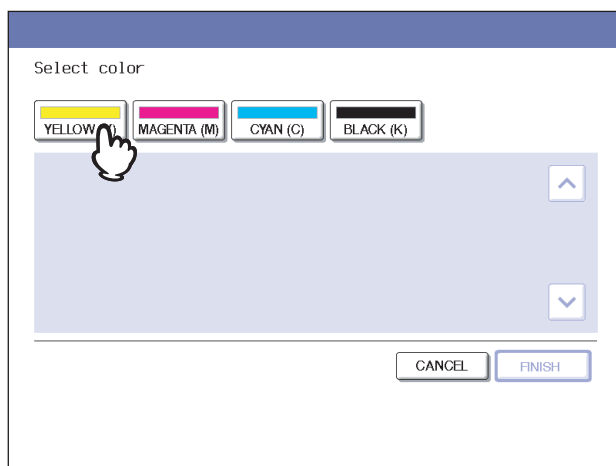 Select color
YELLOW (Y) MAGENTA (M) CYAN (C) BLACK (K)
CANCEL FINISH